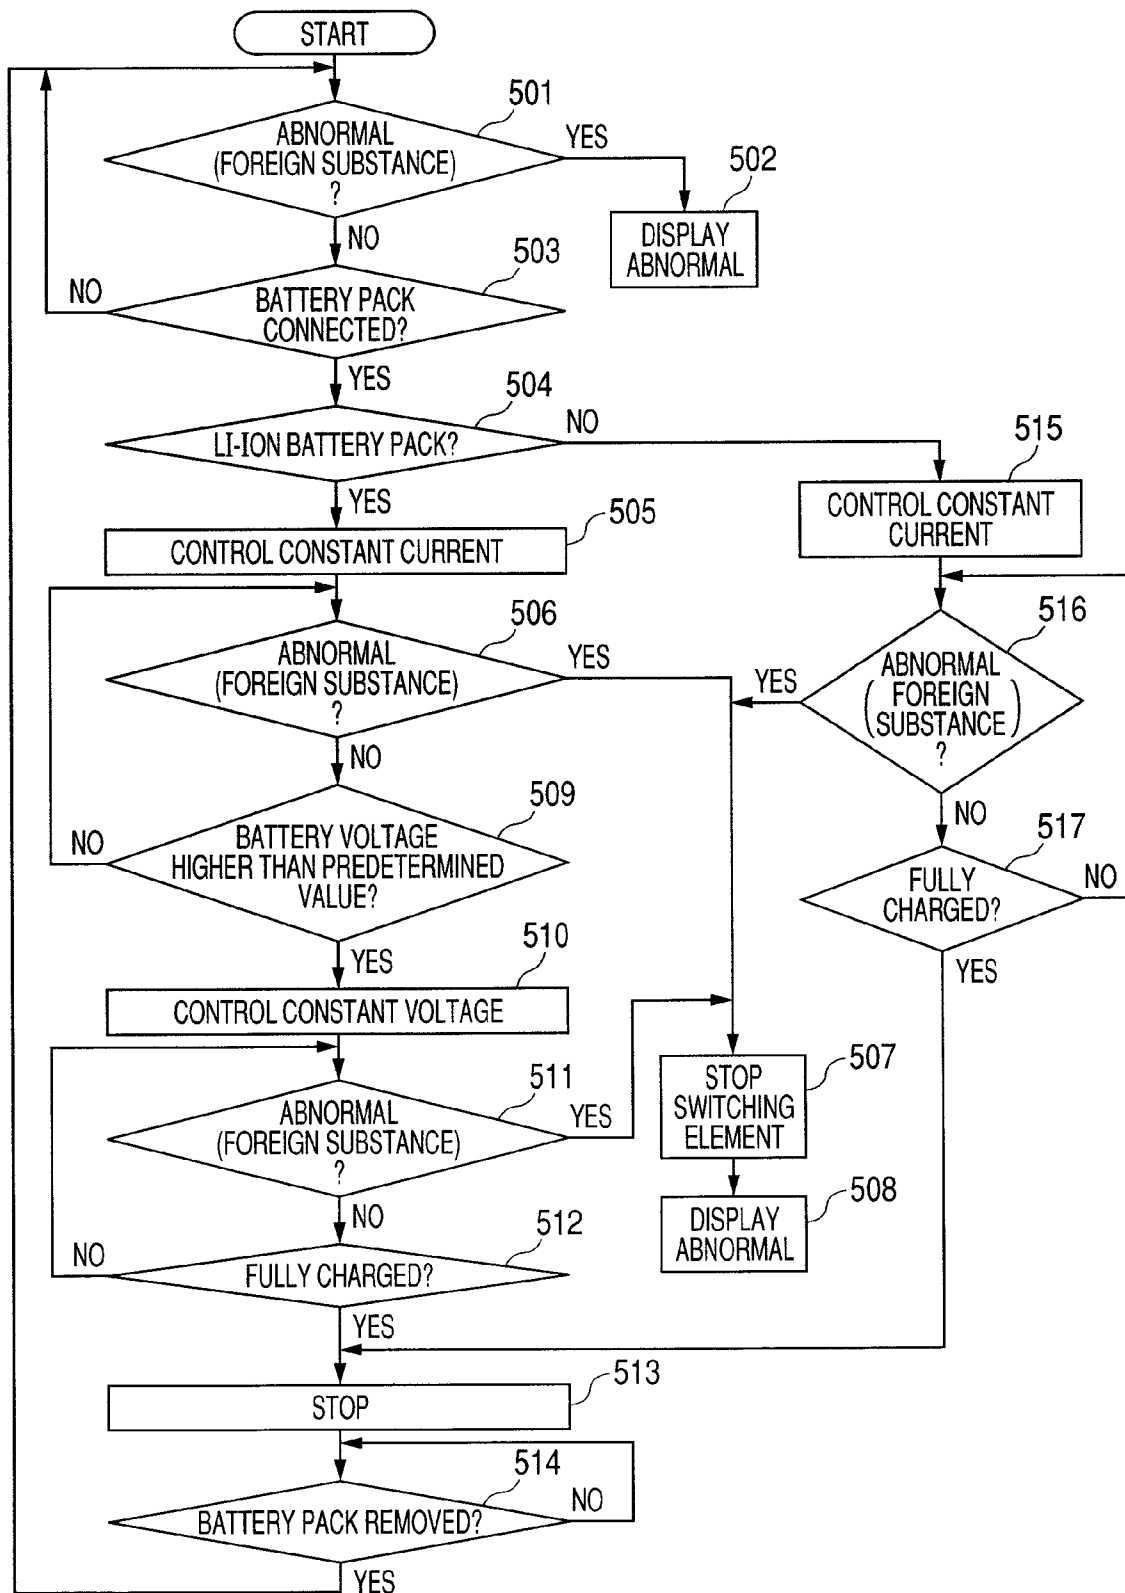 START
501
ABNORMAL
(FOREIGN SUBSTANCE)
?
YES
502
DISPLAY
ABNORMAL
NO
503
BATTERY PACK
CONNECTED?
NO
YES
504
LI-ION BATTERY PACK?
NO
YES
505
CONTROL CONSTANT CURRENT
515
CONTROL CONSTANT
CURRENT
506
ABNORMAL
(FOREIGN SUBSTANCE)
?
YES
NO
516
ABNORMAL
(FOREIGN
SUBSTANCE)
?
YES
NO
509
BATTERY VOLTAGE
HIGHER THAN PREDETERMINED
VALUE?
NO
YES
517
FULLY
CHARGED?
NO
YES
510
CONTROL CONSTANT VOLTAGE
511
ABNORMAL
(FOREIGN SUBSTANCE)
?
YES
NO
507
STOP
SWITCHING
ELEMENT
508
DISPLAY
ABNORMAL
512
FULLY CHARGED?
NO
YES
513
STOP
514
BATTERY PACK REMOVED?
NO
YES